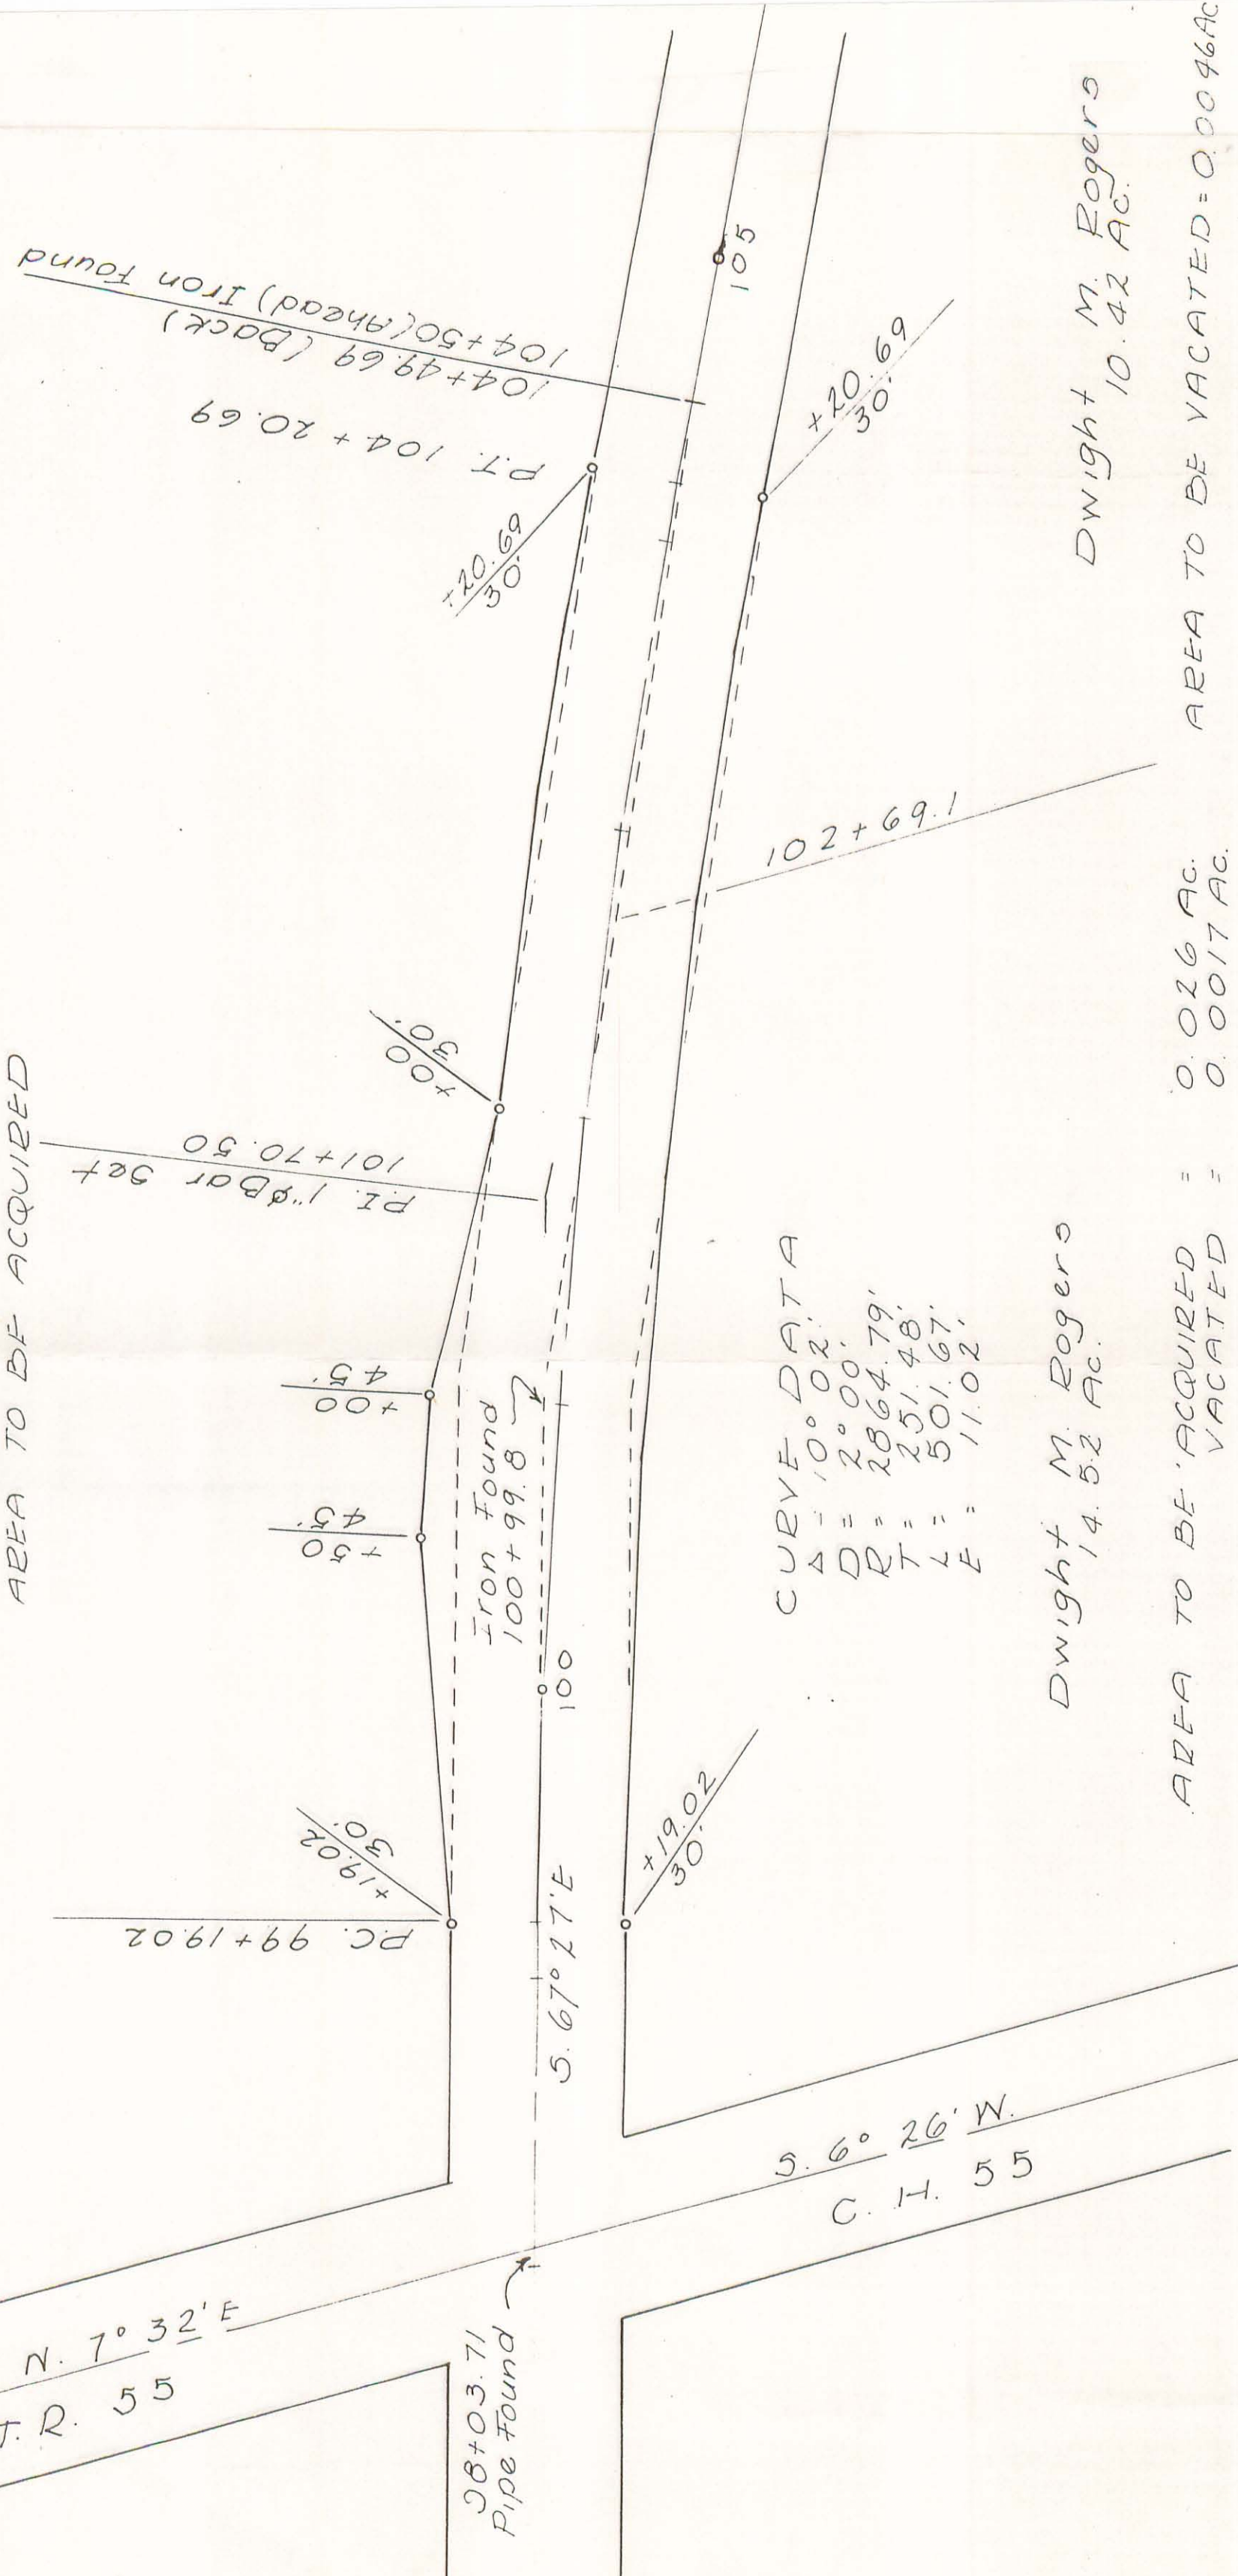 AREA TO BE ACQUIRED
104+50 (Ahead) Iron Found
104+49.69 (Back)
P.T. 104+20.69
+20.69
30'
105
+20.69
30'
Dwight M. Rogers
10.42 Ac.
AREA TO BE VACATED = 0.0046 Ac
102+69.1
+00
30'
P.I. 1"ø Bar Set
101+70.50
+00
45'
+50
45'
Iron Found
100+99.8
100
CURVE DATA
Δ = 10° 02'
D = 2° 00'
R = 2864.79'
T = 251.48'
L = 501.67'
E = 11.02'
Dwight M. Rogers
14.52 Ac.
AREA TO BE ACQUIRED = 0.026 Ac.
VACATED = 0.0017 Ac.
+19.02
30'
P.C. 99+19.02
+19.02
30'
S. 67° 27' E
N. 7° 32' E
T.R. 55
98+03.71
Pipe Found
S. 6° 26' W.
C.H. 55